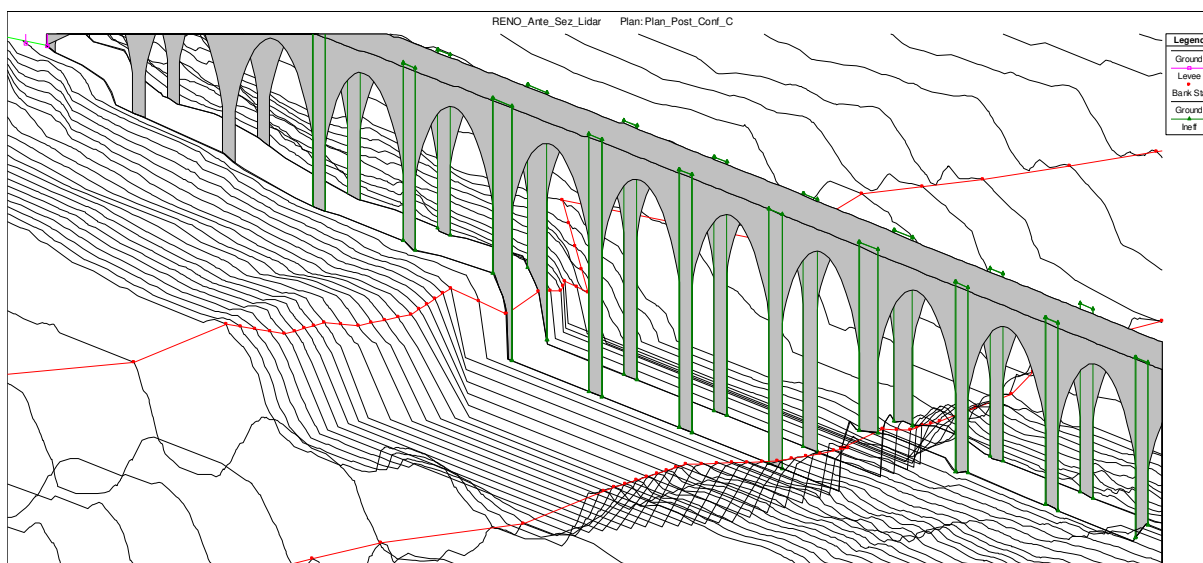 RENO_Ante_Sez_Lidar Plan: Plan_Post_Conf_C
Legend
Ground
Levee
Bank Sta
Ground
Ineff